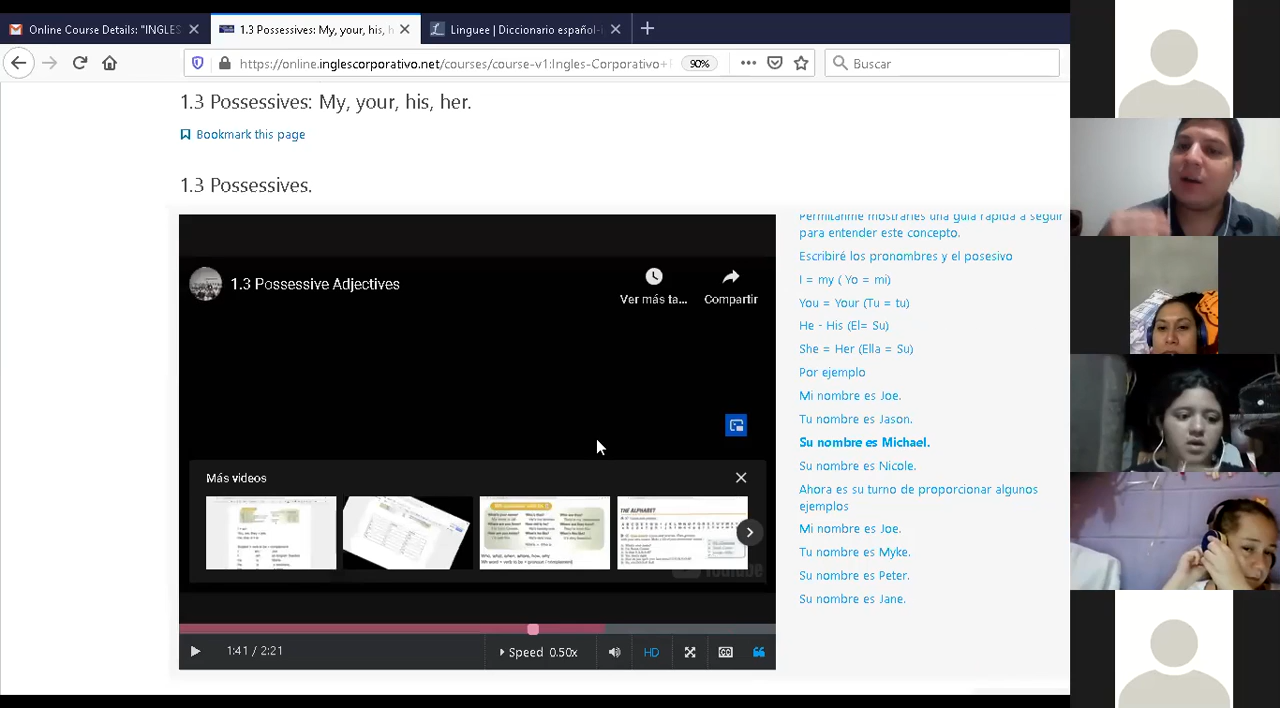 Online Course Details: "INGLES
1.3 Possessives: My, your, his, h
Linguee | Diccionario español-
https://online.inglescorporativo.net/courses/course-v1:Ingles-Corporativo+
90%
Buscar
1.3 Possessives: My, your, his, her.
Bookmark this page
1.3 Possessives.
1.3 Possessive Adjectives
Ver más ta...
Compartir
Más videos
THE ALPHABET
YouTube
1:41 / 2:21
Speed 0.50x
HD
Permitanme mostrarles una guia rapida a seguir
para entender este concepto.
Escribiré los pronombres y el posesivo
I = my ( Yo = mi)
You = Your (Tu = tu)
He - His (El= Su)
She = Her (Ella = Su)
Por ejemplo
Mi nombre es Joe.
Tu nombre es Jason.
Su nombre es Michael.
Su nombre es Nicole.
Ahora es su turno de proporcionar algunos
ejemplos
Mi nombre es Joe.
Tu nombre es Myke.
Su nombre es Peter.
Su nombre es Jane.